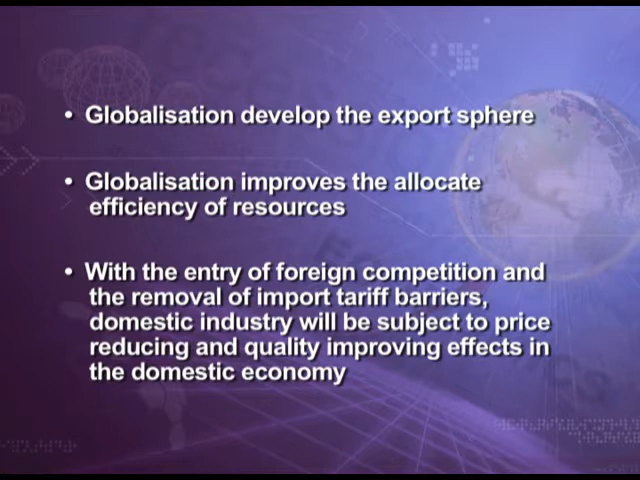 • Globalisation develop the export sphere
• Globalisation improves the allocate
efficiency of resources
• With the entry of foreign competition and
the removal of import tariff barriers,
domestic industry will be subject to price
reducing and quality improving effects in
the domestic economy